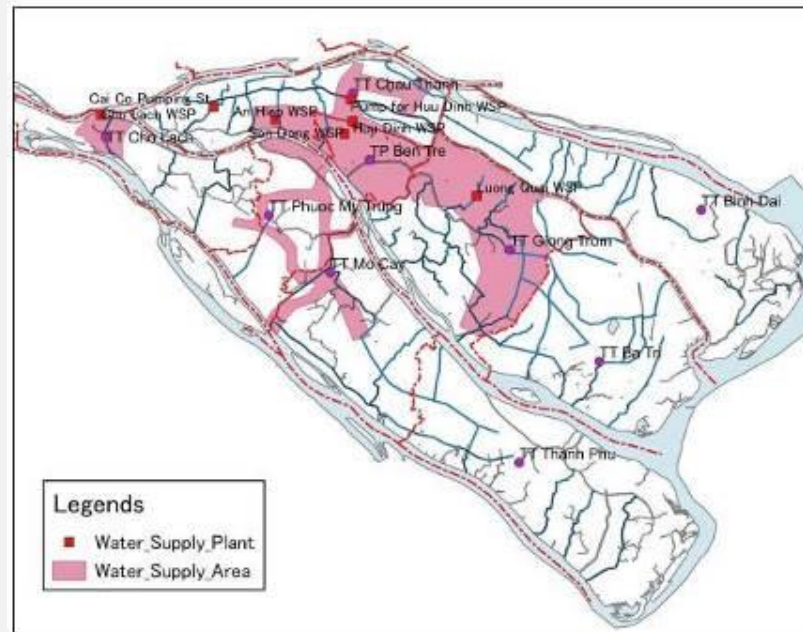 TT Chau Thanh
Cai Co Pumping St.
Pump for Huu Dinh WSP
Cho Lach WSP
An Hiep WSP
Huu Dinh WSP
Son Dong WSP
TT Cho Lach
TP Ben Tre
Luong Quoi WSP
TT Binh Dai
TT Phuoc My Trung
TT Giong Trom
TT Mo Cay
TT Ba Tri
TT Thanh Phu
Legends
Water_Supply_Plant
Water_Supply_Area